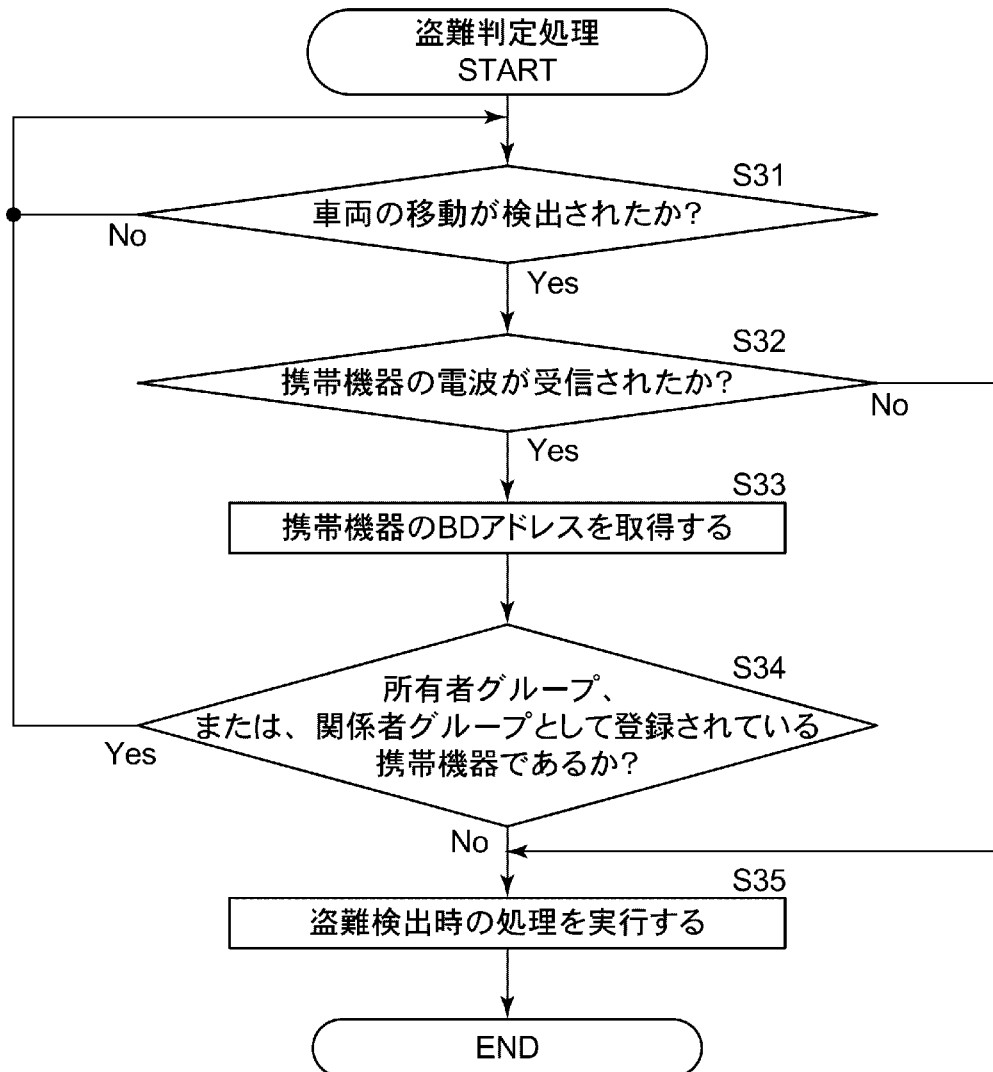 盗難判定処理
START
S31
車両の移動が検出されたか?
No
Yes
S32
携帯機器の電波が受信されたか?
No
Yes
S33
携帯機器のBDアドレスを取得する
S34
所有者グループ、
または、関係者グループとして登録されている
携帯機器であるか?
Yes
No
S35
盗難検出時の処理を実行する
END